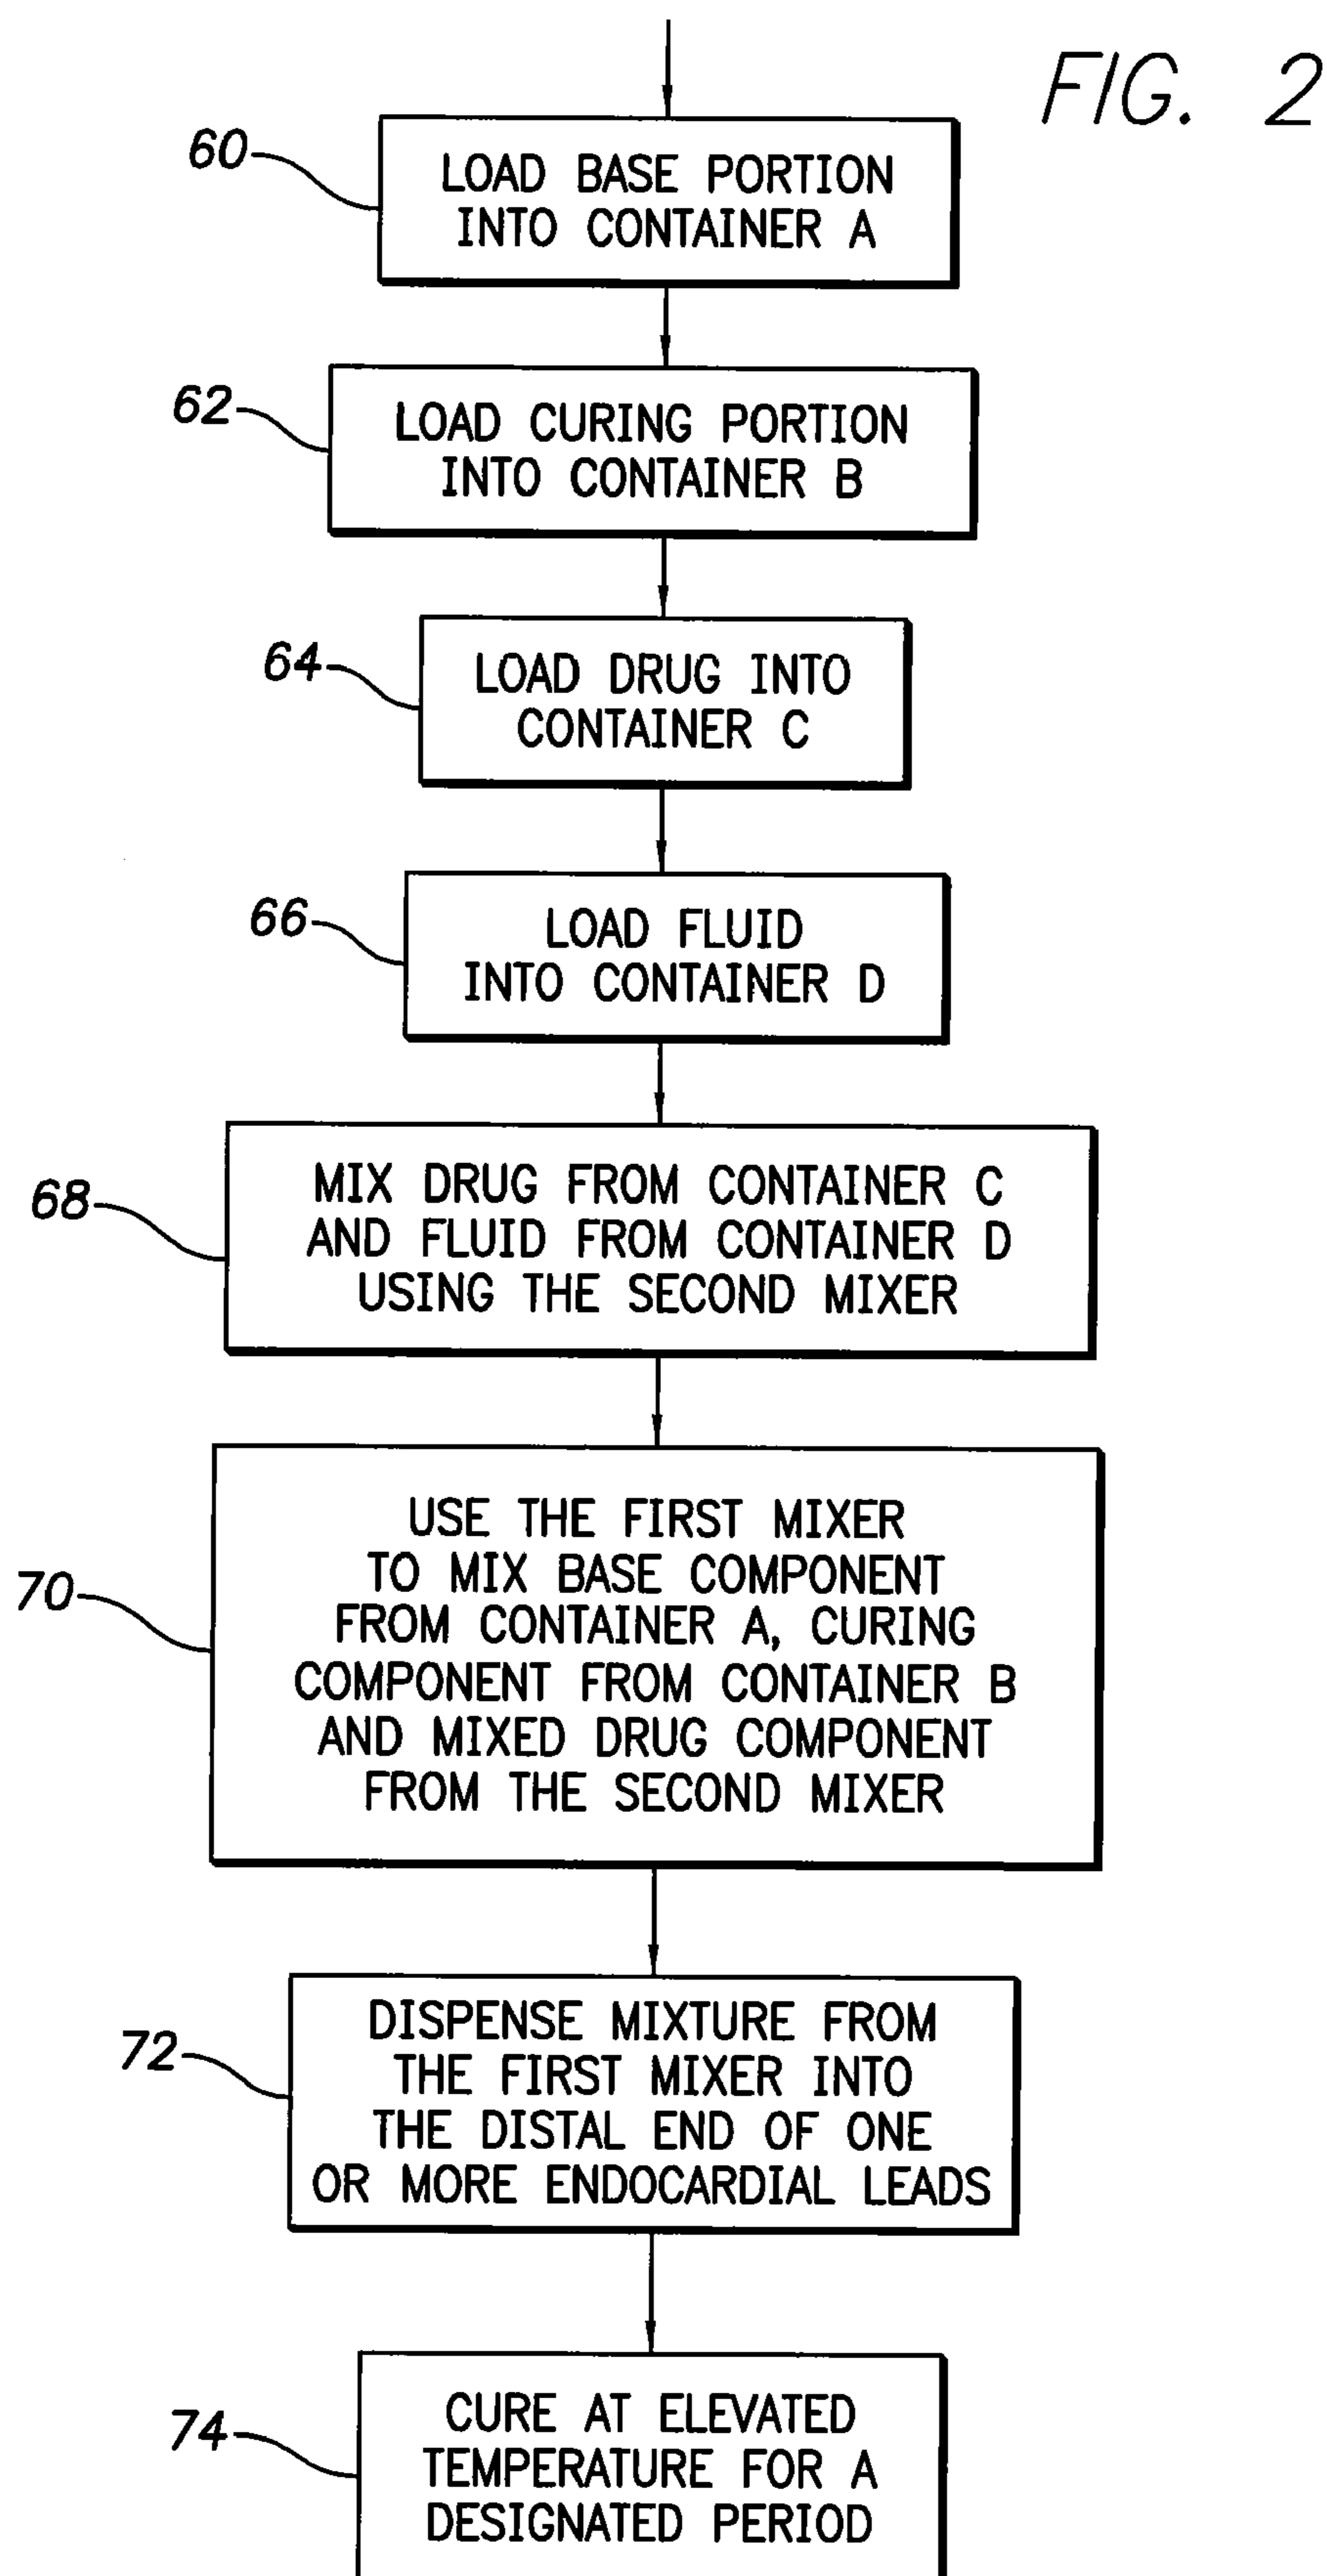 FIG. 2
60
LOAD BASE PORTION
INTO CONTAINER A
62
LOAD CURING PORTION
INTO CONTAINER B
64
LOAD DRUG INTO
CONTAINER C
66
LOAD FLUID
INTO CONTAINER D
68
MIX DRUG FROM CONTAINER C
AND FLUID FROM CONTAINER D
USING THE SECOND MIXER
70
USE THE FIRST MIXER
TO MIX BASE COMPONENT
FROM CONTAINER A, CURING
COMPONENT FROM CONTAINER B
AND MIXED DRUG COMPONENT
FROM THE SECOND MIXER
72
DISPENSE MIXTURE FROM
THE FIRST MIXER INTO
THE DISTAL END OF ONE
OR MORE ENDOCARDIAL LEADS
74
CURE AT ELEVATED
TEMPERATURE FOR A
DESIGNATED PERIOD